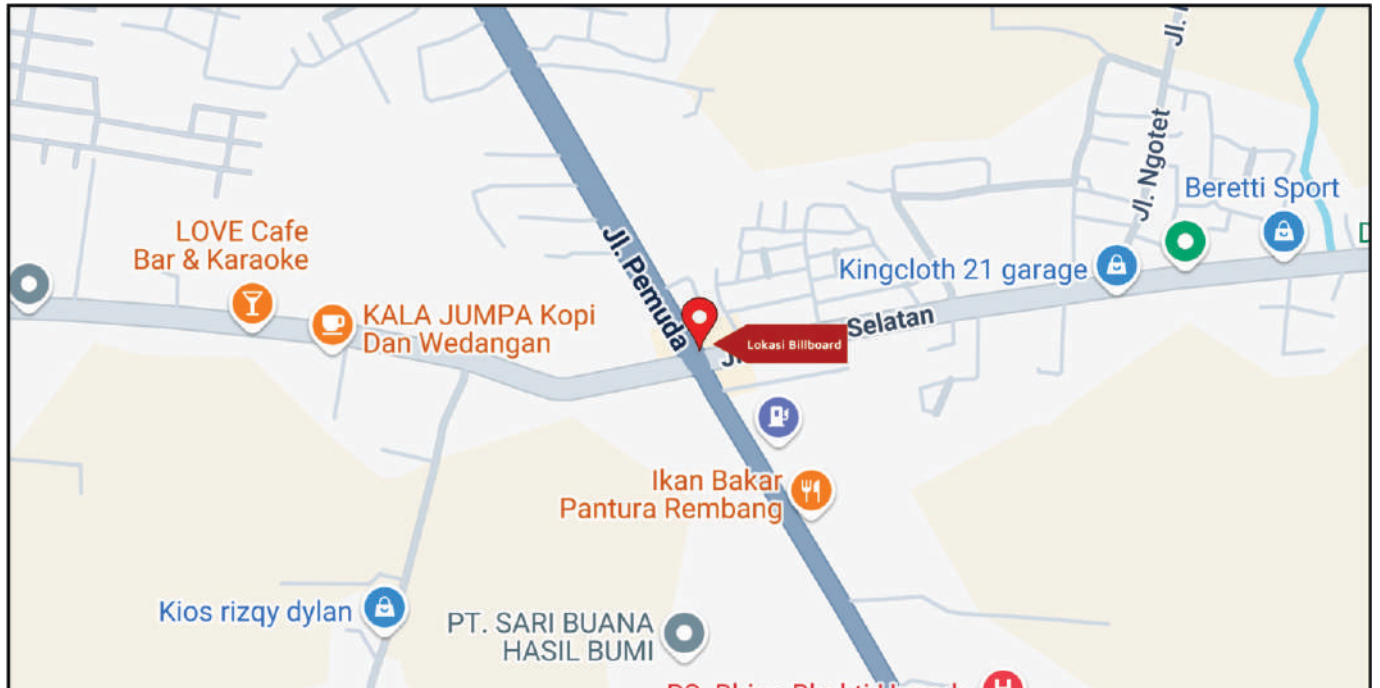 Jl. Ngotet
Beretti Sport
LOVE Cafe
Bar & Karaoke
Jl. Pemuda
Kingcloth 21 garage
KALA JUMPA Kopi
Dan Wedangan
Lokasi Billboard
Selatan
Ikan Bakar
Pantura Rembang
Kios rizqy dylan
PT. SARI BUANA
HASIL BUMI